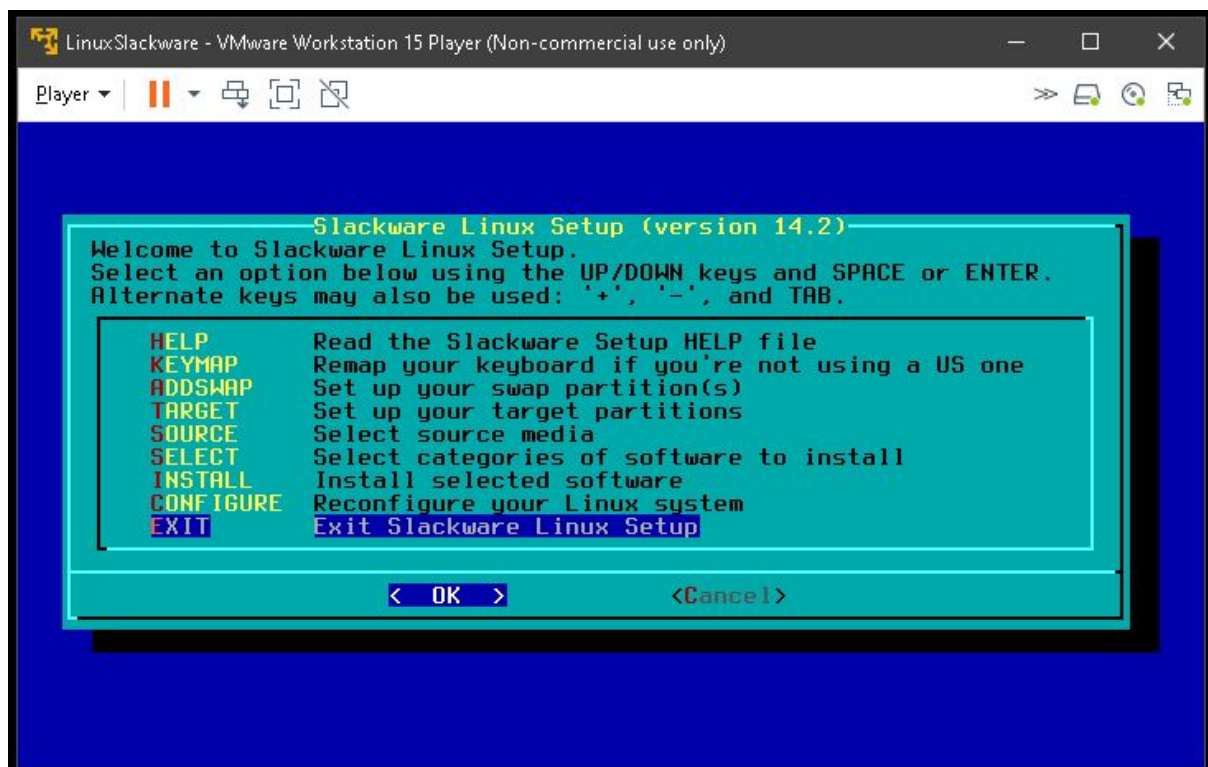 LinuxSlackware - VMware Workstation 15 Player (Non-commercial use only)
Player
Slackware Linux Setup (version 14.2)
Welcome to Slackware Linux Setup.
Select an option below using the UP/DOWN keys and SPACE or ENTER.
Alternate keys may also be used: '+', '-', and TAB.
HELP Read the Slackware Setup HELP file
KEYMAP Remap your keyboard if you're not using a US one
ADDSWAP Set up your swap partition(s)
TARGET Set up your target partitions
SOURCE Select source media
SELECT Select categories of software to install
INSTALL Install selected software
CONFIGURE Reconfigure your Linux system
EXIT Exit Slackware Linux Setup
< OK > <Cancel>